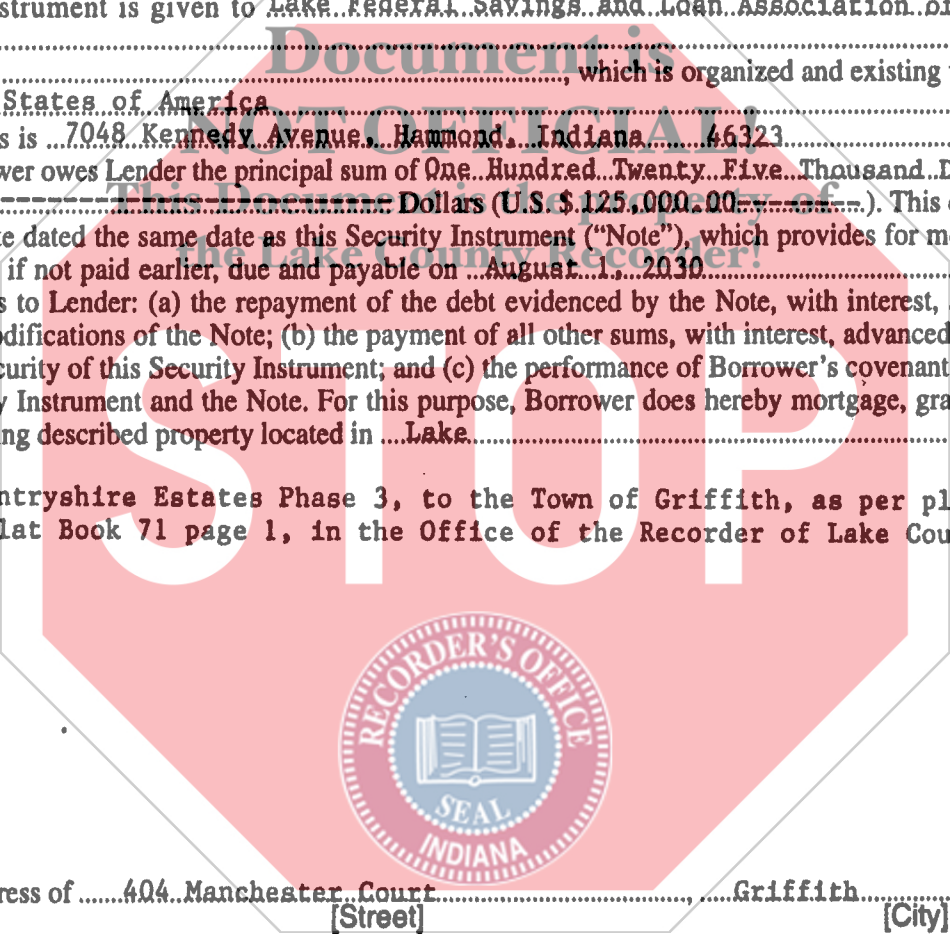 strument is given to Lake Federal Savings and Loan Association of
Document is
, which is organized and existing
States of America
NOT OFFICIAL!
s is 7048 Kennedy Avenue, Hammond, Indiana 46323
wer owes Lender the principal sum of One Hundred Twenty Five Thousand D
This Document is the property of
Dollars (U.S. $ 125,000.00-------). This
te dated the same date as this Security Instrument (“Note”), which provides for m
the Lake County Recorder!
if not paid earlier, due and payable on August 1, 2030
s to Lender: (a) the repayment of the debt evidenced by the Note, with interest,
odifications of the Note; (b) the payment of all other sums, with interest, advanced
curity of this Security Instrument; and (c) the performance of Borrower’s covenant
y Instrument and the Note. For this purpose, Borrower does hereby mortgage, gra
ing described property located in Lake
STOP
ntryshire Estates Phase 3, to the Town of Griffith, as per pl
lat Book 71 page 1, in the Office of the Recorder of Lake Cou
RECORDER'S OFFICE
SEAL
INDIANA
ress of 404 Manchester Court, Griffith
[Street] [City]